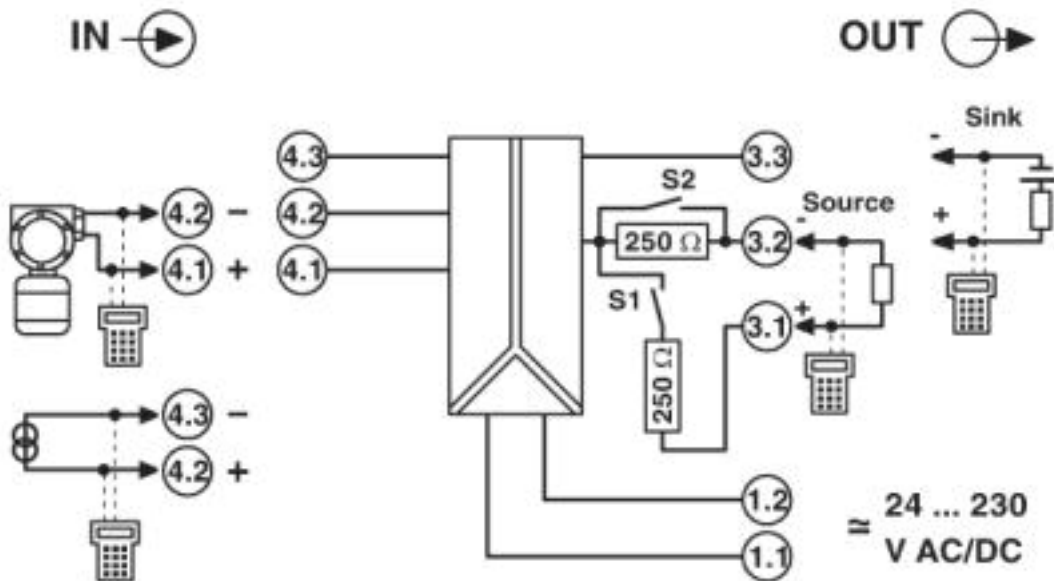 IN
OUT
Sink
-
+
4.3
4.2
4.1
4.2 -
4.1 +
4.3 -
4.2 +
3.3
S2
250 Ω
3.2
-
Source
S1
250 Ω
3.1
+
1.2
1.1
≅ 24 ... 230
V AC/DC